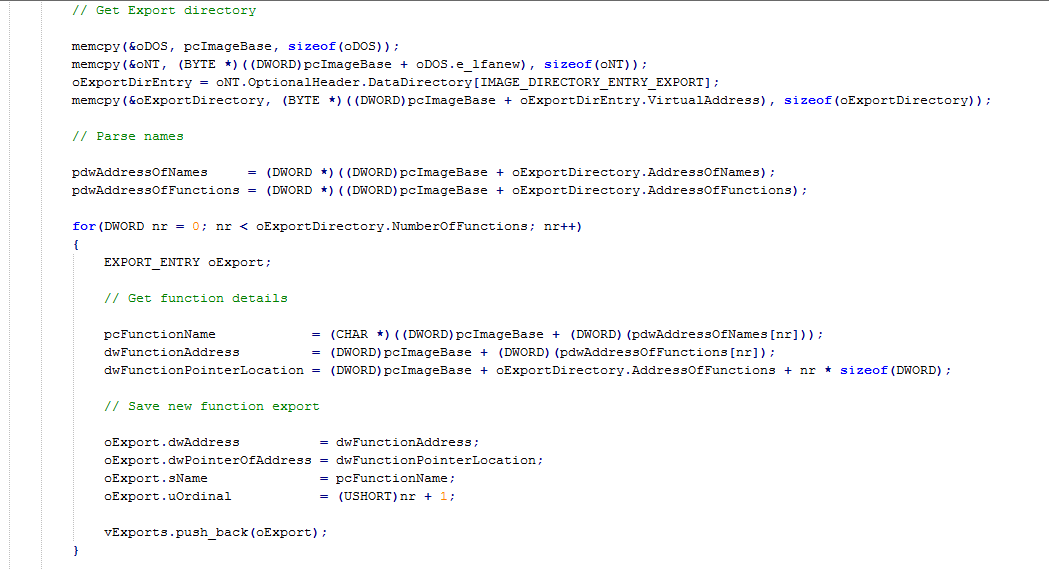 // Get Export directory
memcpy(&oDOS, pcImageBase, sizeof(oDOS));
memcpy(&oNT, (BYTE *)((DWORD)pcImageBase + oDOS.e_lfanew), sizeof(oNT));
oExportDirEntry = oNT.OptionalHeader.DataDirectory[IMAGE_DIRECTORY_ENTRY_EXPORT];
memcpy(&oExportDirectory, (BYTE *)((DWORD)pcImageBase + oExportDirEntry.VirtualAddress), sizeof(oExportDirectory));
// Parse names
pdwAddressOfNames     = (DWORD *)((DWORD)pcImageBase + oExportDirectory.AddressOfNames);
pdwAddressOfFunctions = (DWORD *)((DWORD)pcImageBase + oExportDirectory.AddressOfFunctions);
for(DWORD nr = 0; nr < oExportDirectory.NumberOfFunctions; nr++)
{
    EXPORT_ENTRY oExport;
    // Get function details
    pcFunctionName            = (CHAR *)((DWORD)pcImageBase + (DWORD)(pdwAddressOfNames[nr]));
    dwFunctionAddress         = (DWORD)pcImageBase + (DWORD)(pdwAddressOfFunctions[nr]);
    dwFunctionPointerLocation = (DWORD)pcImageBase + oExportDirectory.AddressOfFunctions + nr * sizeof(DWORD);
    // Save new function export
    oExport.dwAddress          = dwFunctionAddress;
    oExport.dwPointerOfAddress = dwFunctionPointerLocation;
    oExport.sName              = pcFunctionName;
    oExport.uOrdinal           = (USHORT)nr + 1;
    vExports.push_back(oExport);
}